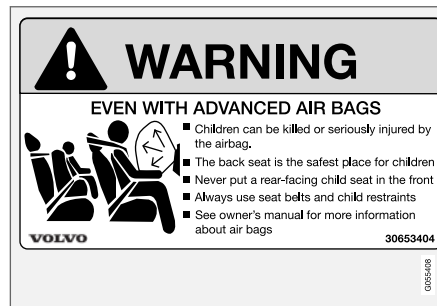 WARNING
EVEN WITH ADVANCED AIR BAGS
■ Children can be killed or seriously injured by
the airbag.
■ The back seat is the safest place for children
■ Never put a rear-facing child seat in the front
■ Always use seat belts and child restraints
■ See owner's manual for more information
about air bags
VOLVO
30653404
G055408